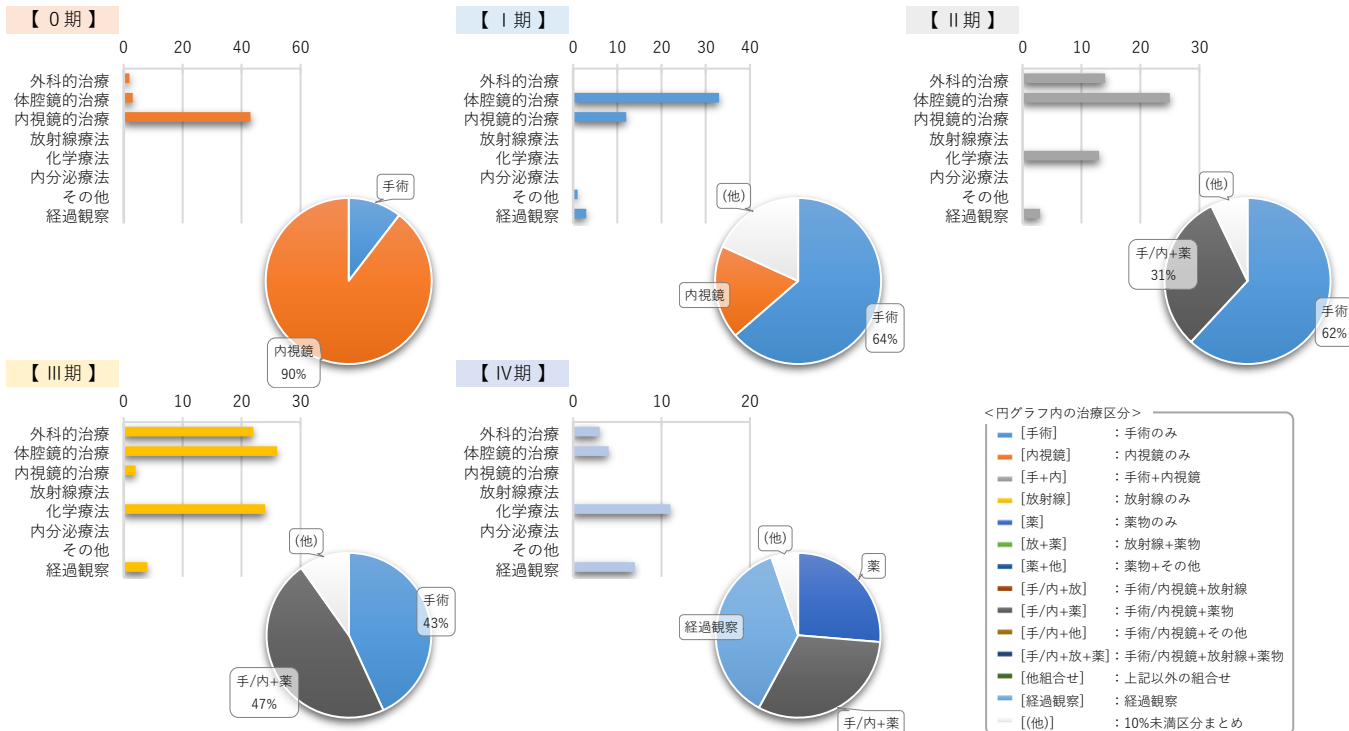 【 0期 】
0 20 40 60
外科的治療
体腔鏡的治療
内視鏡的治療
放射線療法
化学療法
内分泌療法
その他
経過観察
手術
内視鏡
90%
【 Ⅰ期 】
0 10 20 30 40
外科的治療
体腔鏡的治療
内視鏡的治療
放射線療法
化学療法
内分泌療法
その他
経過観察
(他)
内視鏡
手術
64%
【 Ⅱ期 】
0 10 20 30
外科的治療
体腔鏡的治療
内視鏡的治療
放射線療法
化学療法
内分泌療法
その他
経過観察
(他)
手/内+薬
31%
手術
62%
【 Ⅲ期 】
0 10 20 30
外科的治療
体腔鏡的治療
内視鏡的治療
放射線療法
化学療法
内分泌療法
その他
経過観察
(他)
手術
43%
手/内+薬
47%
【 Ⅳ期 】
0 10 20
外科的治療
体腔鏡的治療
内視鏡的治療
放射線療法
化学療法
内分泌療法
その他
経過観察
(他)
薬
経過観察
手/内+薬
<円グラフ内の治療区分>
[手術] ：手術のみ
[内視鏡] ：内視鏡のみ
[手+内] ：手術+内視鏡
[放射線] ：放射線のみ
[薬] ：薬物のみ
[放+薬] ：放射線+薬物
[薬+他] ：薬物+その他
[手/内+放] ：手術/内視鏡+放射線
[手/内+薬] ：手術/内視鏡+薬物
[手/内+他] ：手術/内視鏡+その他
[手/内+放+薬]：手術/内視鏡+放射線+薬物
[他組合せ] ：上記以外の組合せ
[経過観察] ：経過観察
[(他)] ：10%未満区分まとめ